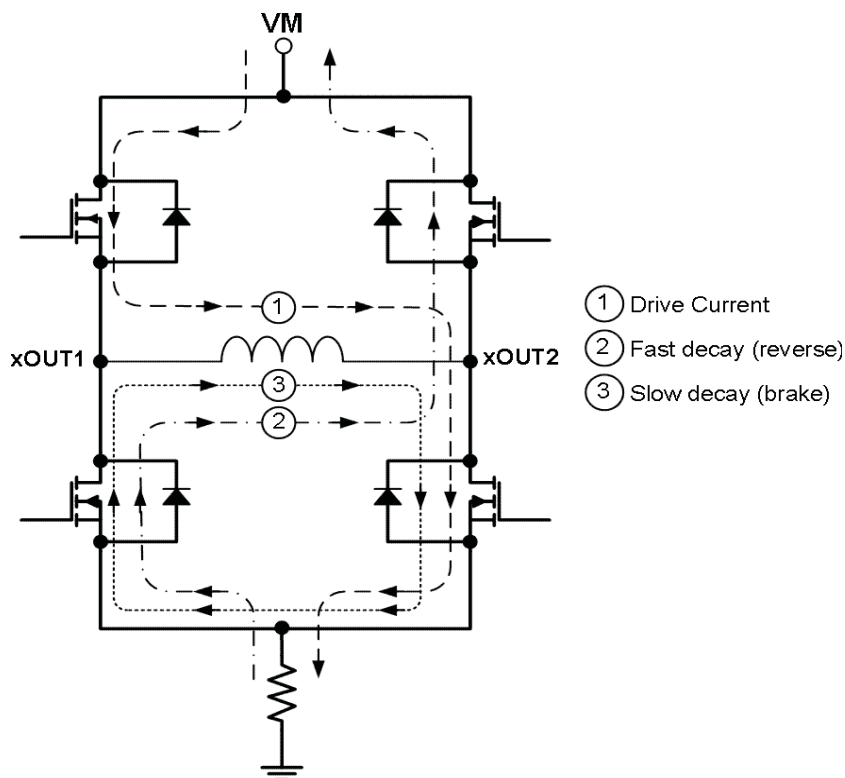 VM
1
xOUT1
xOUT2
3
2
1 Drive Current
2 Fast decay (reverse)
3 Slow decay (brake)